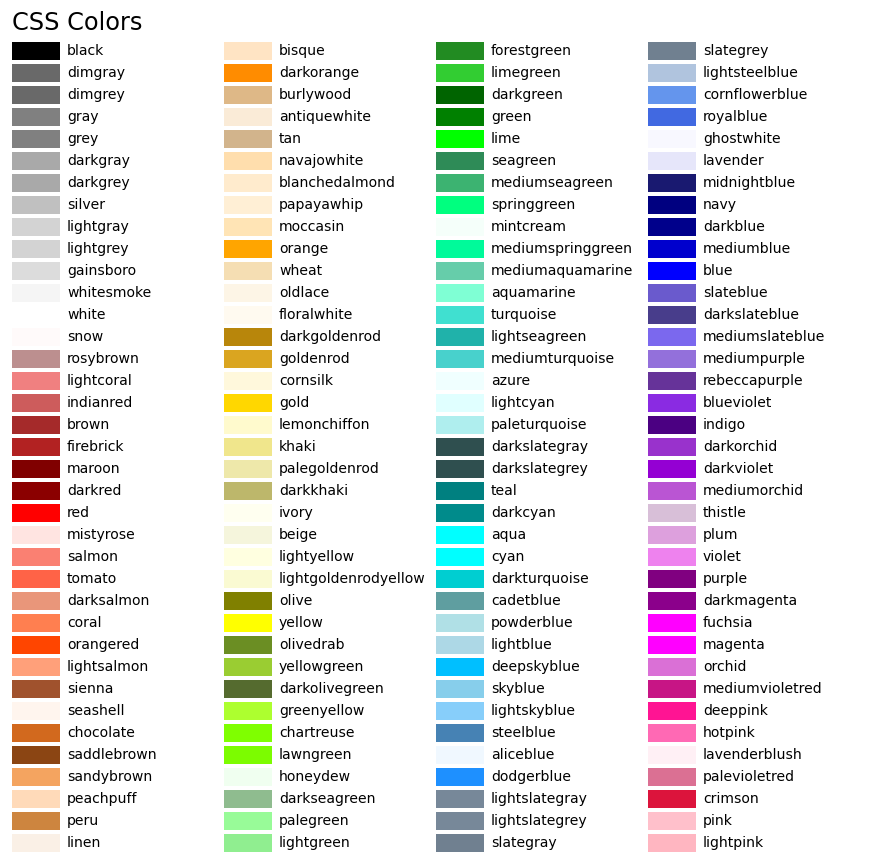 CSS Colors
black
dimgray
dimgrey
gray
grey
darkgray
darkgrey
silver
lightgray
lightgrey
gainsboro
whitesmoke
white
snow
rosybrown
lightcoral
indianred
brown
firebrick
maroon
darkred
red
mistyrose
salmon
tomato
darksalmon
coral
orangered
lightsalmon
sienna
seashell
chocolate
saddlebrown
sandybrown
peachpuff
peru
linen
bisque
darkorange
burlywood
antiquewhite
tan
navajowhite
blanchedalmond
papayawhip
moccasin
orange
wheat
oldlace
floralwhite
darkgoldenrod
goldenrod
cornsilk
gold
lemonchiffon
khaki
palegoldenrod
darkkhaki
ivory
beige
lightyellow
lightgoldenrodyellow
olive
yellow
olivedrab
yellowgreen
darkolivegreen
greenyellow
chartreuse
lawngreen
honeydew
darkseagreen
palegreen
lightgreen
forestgreen
limegreen
darkgreen
green
lime
seagreen
mediumseagreen
springgreen
mintcream
mediumspringgreen
mediumaquamarine
aquamarine
turquoise
lightseagreen
mediumturquoise
azure
lightcyan
paleturquoise
darkslategray
darkslategrey
teal
darkcyan
aqua
cyan
darkturquoise
cadetblue
powderblue
lightblue
deepskyblue
skyblue
lightskyblue
steelblue
aliceblue
dodgerblue
lightslategray
lightslategrey
slategray
slategrey
lightsteelblue
cornflowerblue
royalblue
ghostwhite
lavender
midnightblue
navy
darkblue
mediumblue
blue
slateblue
darkslateblue
mediumslateblue
mediumpurple
rebeccapurple
blueviolet
indigo
darkorchid
darkviolet
mediumorchid
thistle
plum
violet
purple
darkmagenta
fuchsia
magenta
orchid
mediumvioletred
deeppink
hotpink
lavenderblush
palevioletred
crimson
pink
lightpink